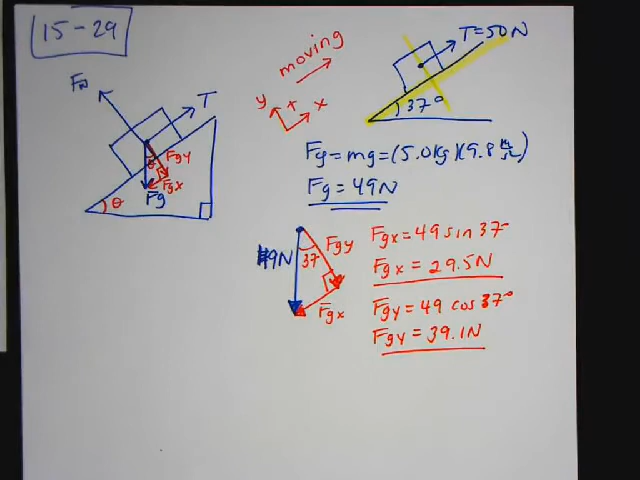 15-29
moving
T=50N
37°
y + x
FN
T
θ
Fgy
Fgx
Fg
θ
Fg=mg=(5.0kg)(9.8 m/s²)
Fg=49N
49N
37°
Fgy
Fgx
Fgx=49 sin 37°
Fgx=29.5N
Fgy=49 cos 37°
Fgy=39.1N